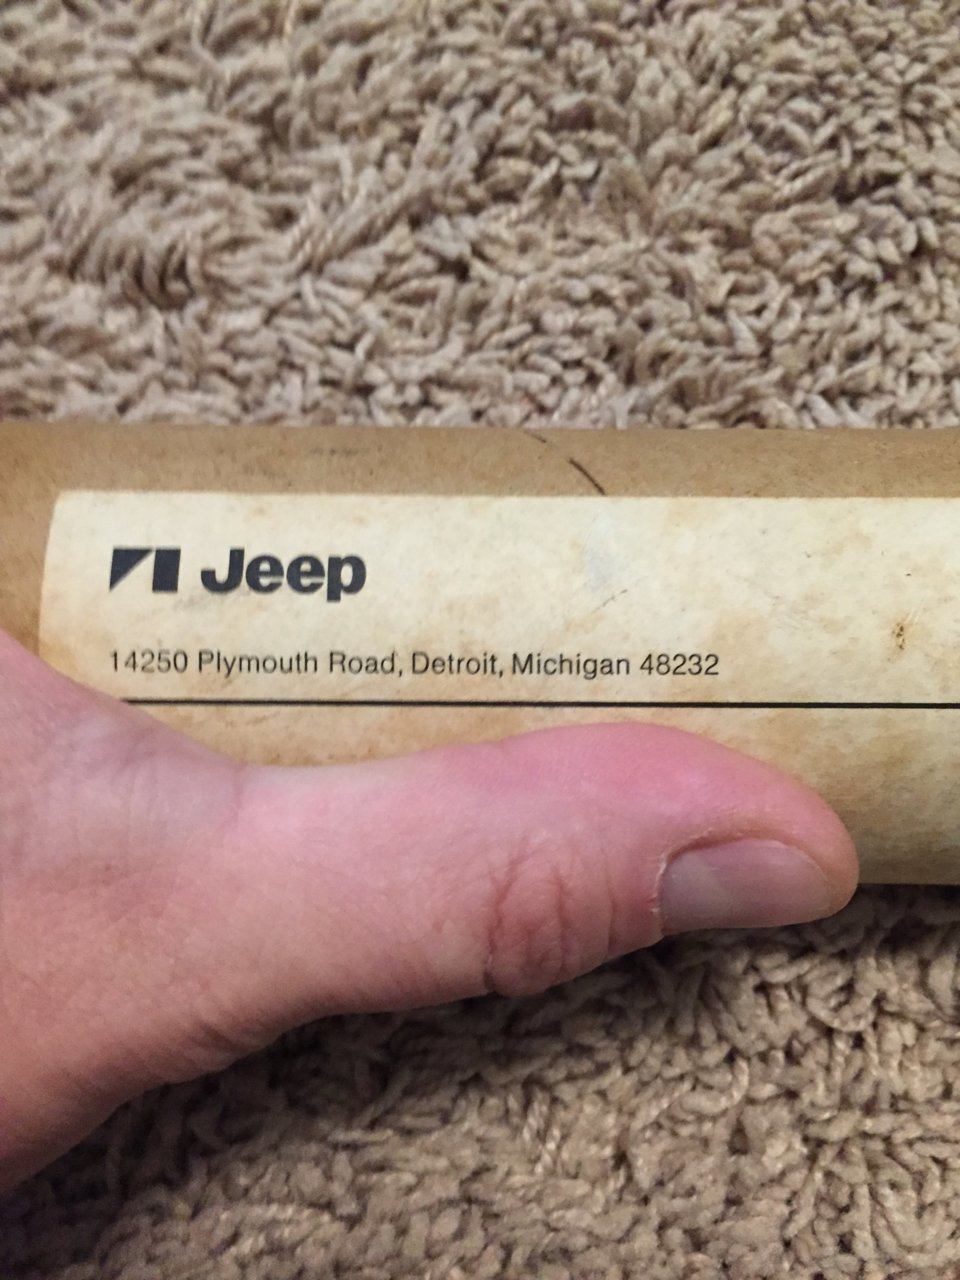 Jeep
14250 Plymouth Road, Detroit, Michigan 48232